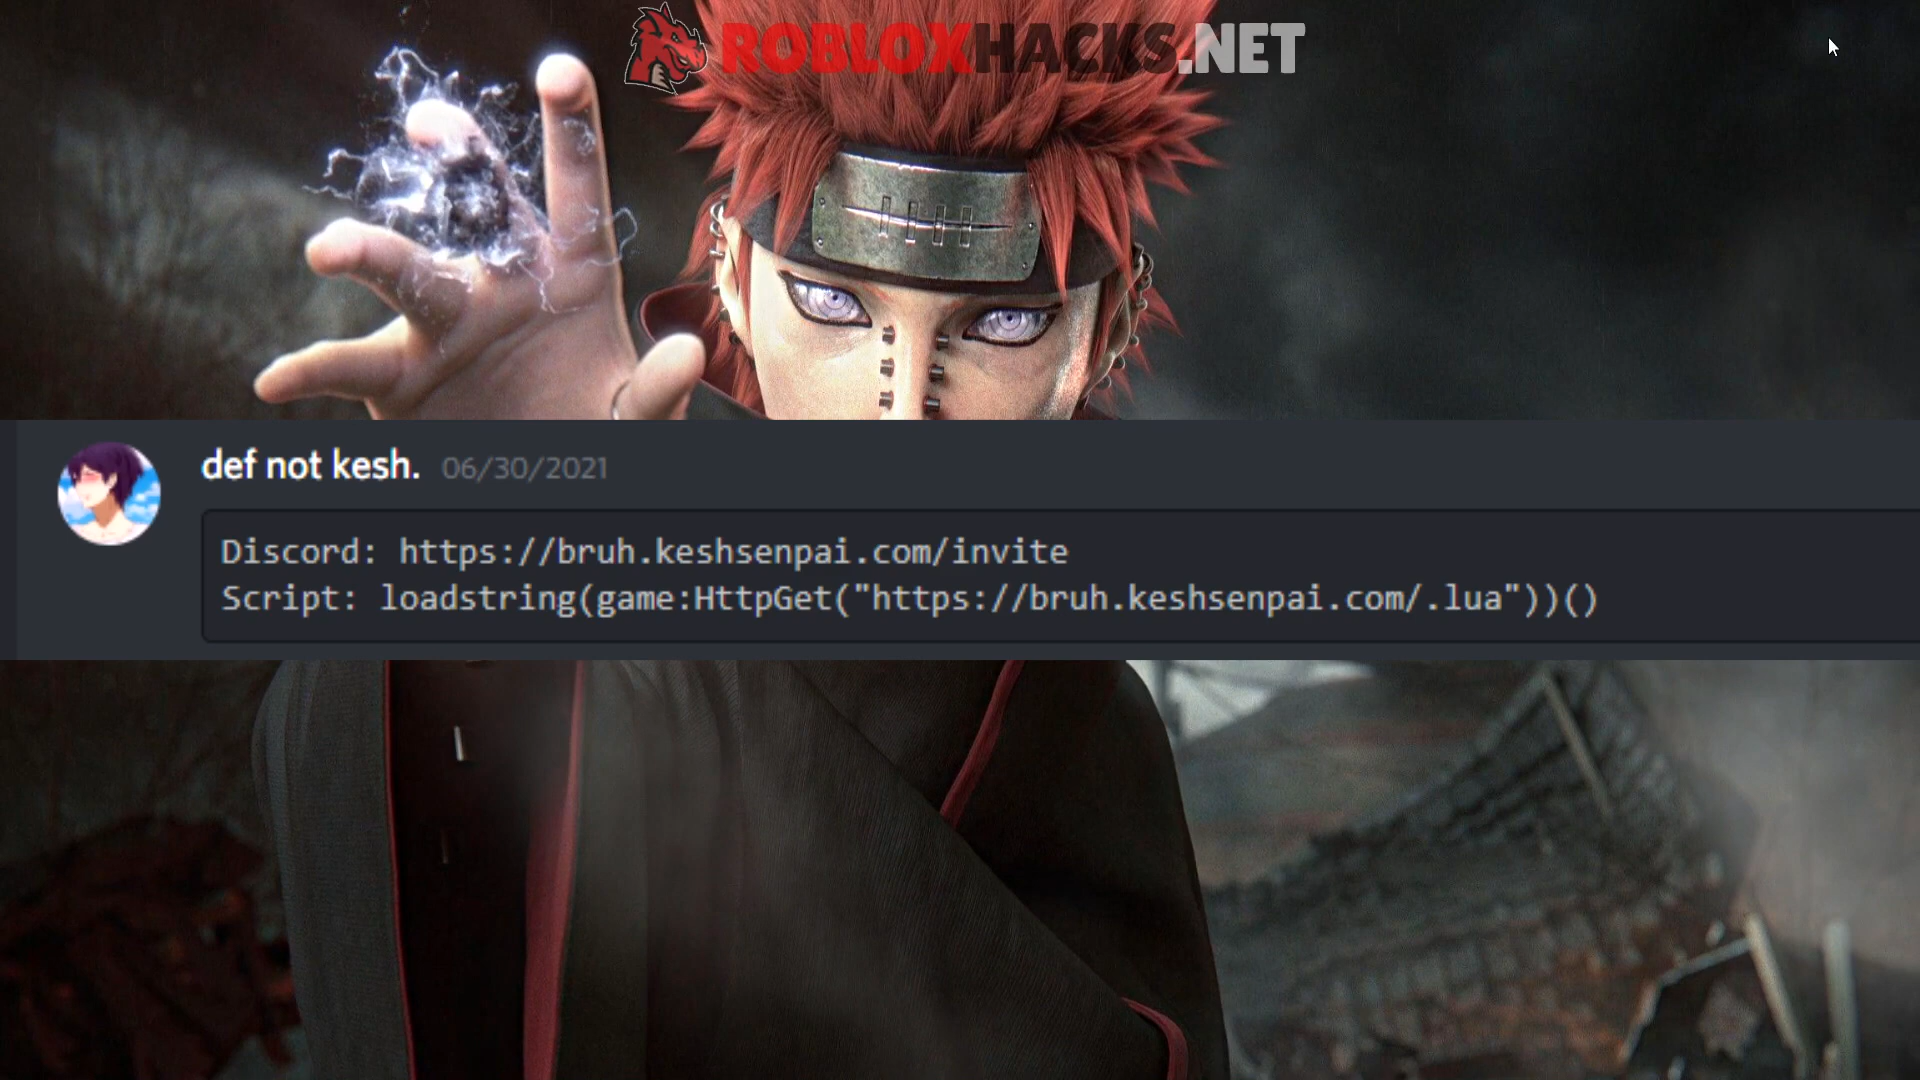 ROBLOXHACKS.NET
def not kesh. 06/30/2021
Discord: https://bruh.keshsenpai.com/invite
Script: loadstring(game:HttpGet("https://bruh.keshsenpai.com/.lua"))()